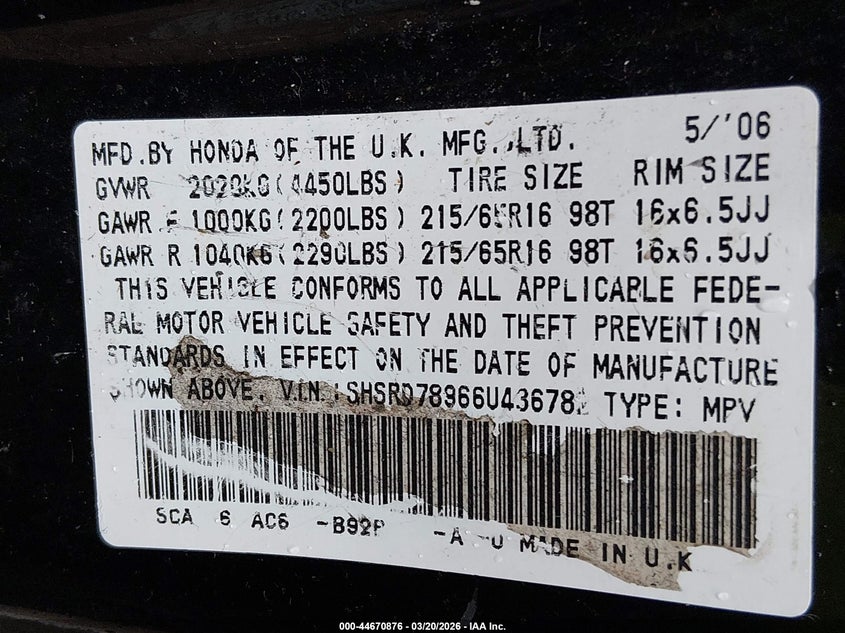 MFD.BY HONDA OF THE U.K. MFG.,LTD. 5/'06
GVWR 2020KG(4450LBS) TIRE SIZE RIM SIZE
GAWR F 1000KG(2200LBS) 215/65R16 98T 16x6.5JJ
GAWR R 1040KG(2290LBS) 215/65R16 98T 16x6.5JJ
THIS VEHICLE CONFORMS TO ALL APPLICABLE FEDE-
RAL MOTOR VEHICLE SAFETY AND THEFT PREVENTION
STANDARDS IN EFFECT ON THE DATE OF MANUFACTURE
SHOWN ABOVE. V.I.N.: TYPE: MPV
SCA 6 AC6 MADE IN U.K
000-44670876 - 03/20/2026 - IAA Inc.